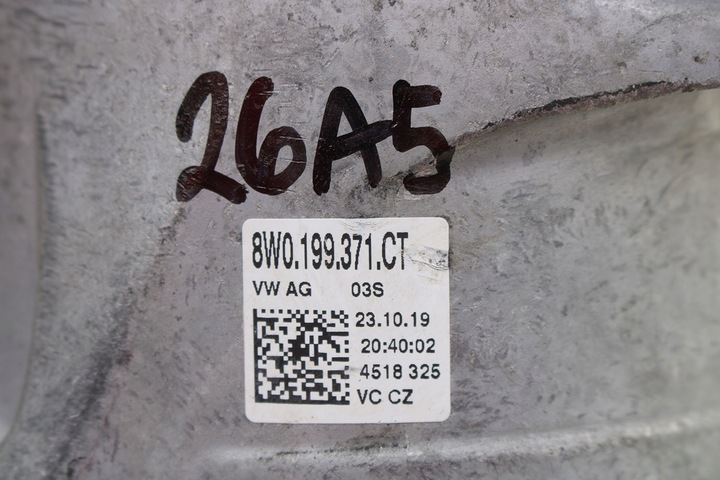 26A5
8W0.199.371.CT
VW AG 03S
23.10.19
20:40:02
4518 325
VC CZ